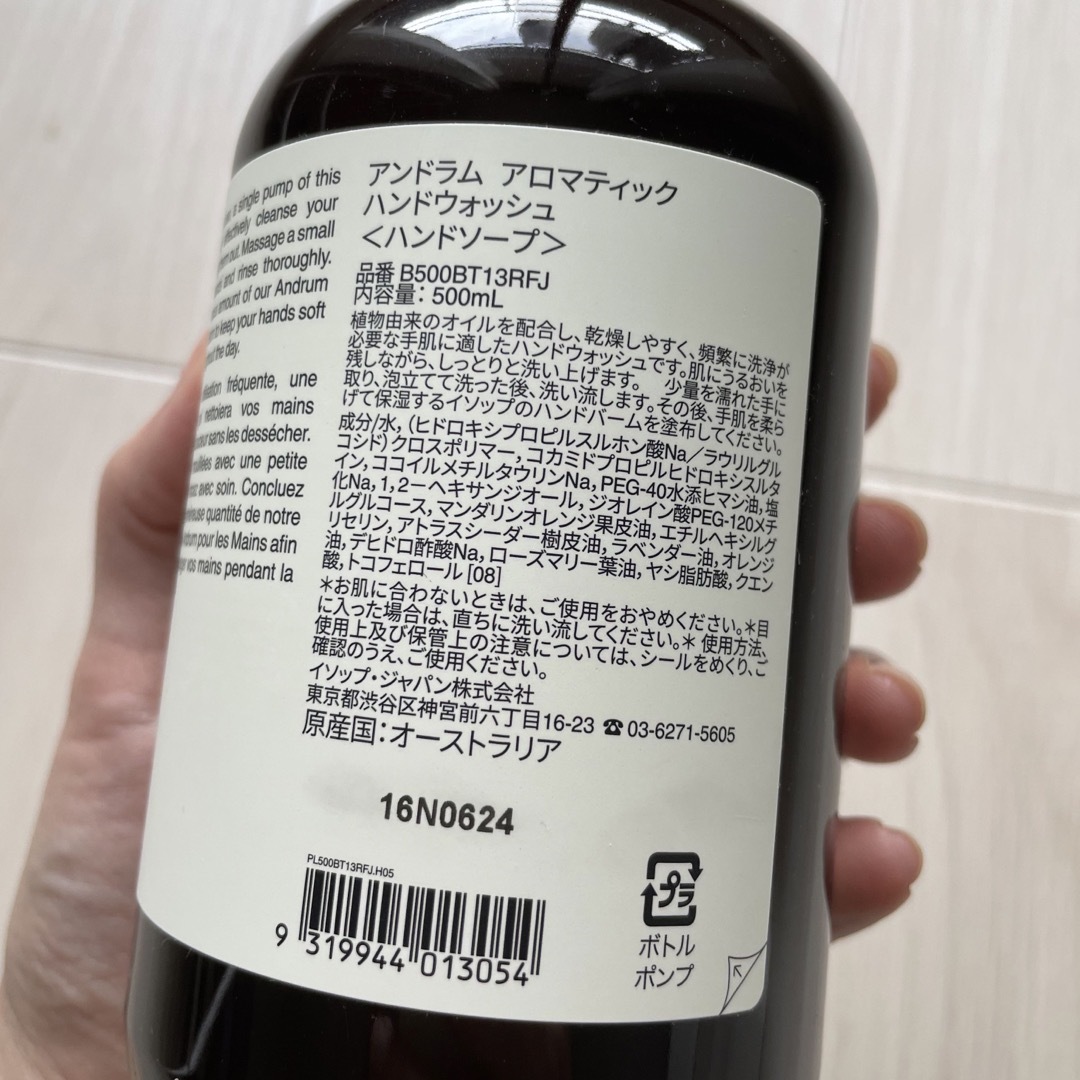 a single pump of this
effectively cleanse your
them out. Massage a small
and rinse thoroughly.
amount of our Andrum
to keep your hands soft
the day.
fréquente, une
nettoiera vos mains
sans les dessécher.
mouillées avec une petite
avec soin. Concluez
quantité de notre
pour les Mains afin
vos mains pendant la
アンドラム アロマティック
ハンドウォッシュ
<ハンドソープ>
品番 B500BT13RFJ
内容量： 500mL
植物由来のオイルを配合し、乾燥しやすく、頻繁に洗浄が
必要な手肌に適したハンドウォッシュです。肌にうるおいを
残しながら、しっとりと洗い上げます。 少量を濡れた手に
取り、泡立てて洗った後、洗い流します。その後、手肌を柔ら
げて保湿するイソップのハンドバームを塗布してください。
成分/水, (ヒドロキシプロピルスルホン酸Na／ラウリルグル
コシド)クロスポリマー, コカミドプロピルヒドロキシスルタ
イン, ココイルメチルタウリンNa, PEG-40水添ヒマシ油, 塩
化Na, 1, 2−ヘキサンジオール, ジオレイン酸PEG-120メチ
ルグルコース, マンダリンオレンジ果皮油, エチルヘキシルグ
リセリン, アトラスシーダー樹皮油, ラベンダー油, オレンジ
油, デヒドロ酢酸Na, ローズマリー葉油, ヤシ脂肪酸, クエン
酸, トコフェロール [08]
＊お肌に合わないときは、ご使用をおやめください。＊目
に入った場合は、直ちに洗い流してください。＊ 使用方法、
使用上及び保管上の注意については、シールをめくり、ご
確認のうえ、ご使用ください。
イソップ・ジャパン株式会社
東京都渋谷区神宮前六丁目16-23 ☎ 03-6271-5605
原産国：オーストラリア
16N0624
PL500BT13RFJ.H05
9 319944 013054
プラ
ボトル
ポンプ